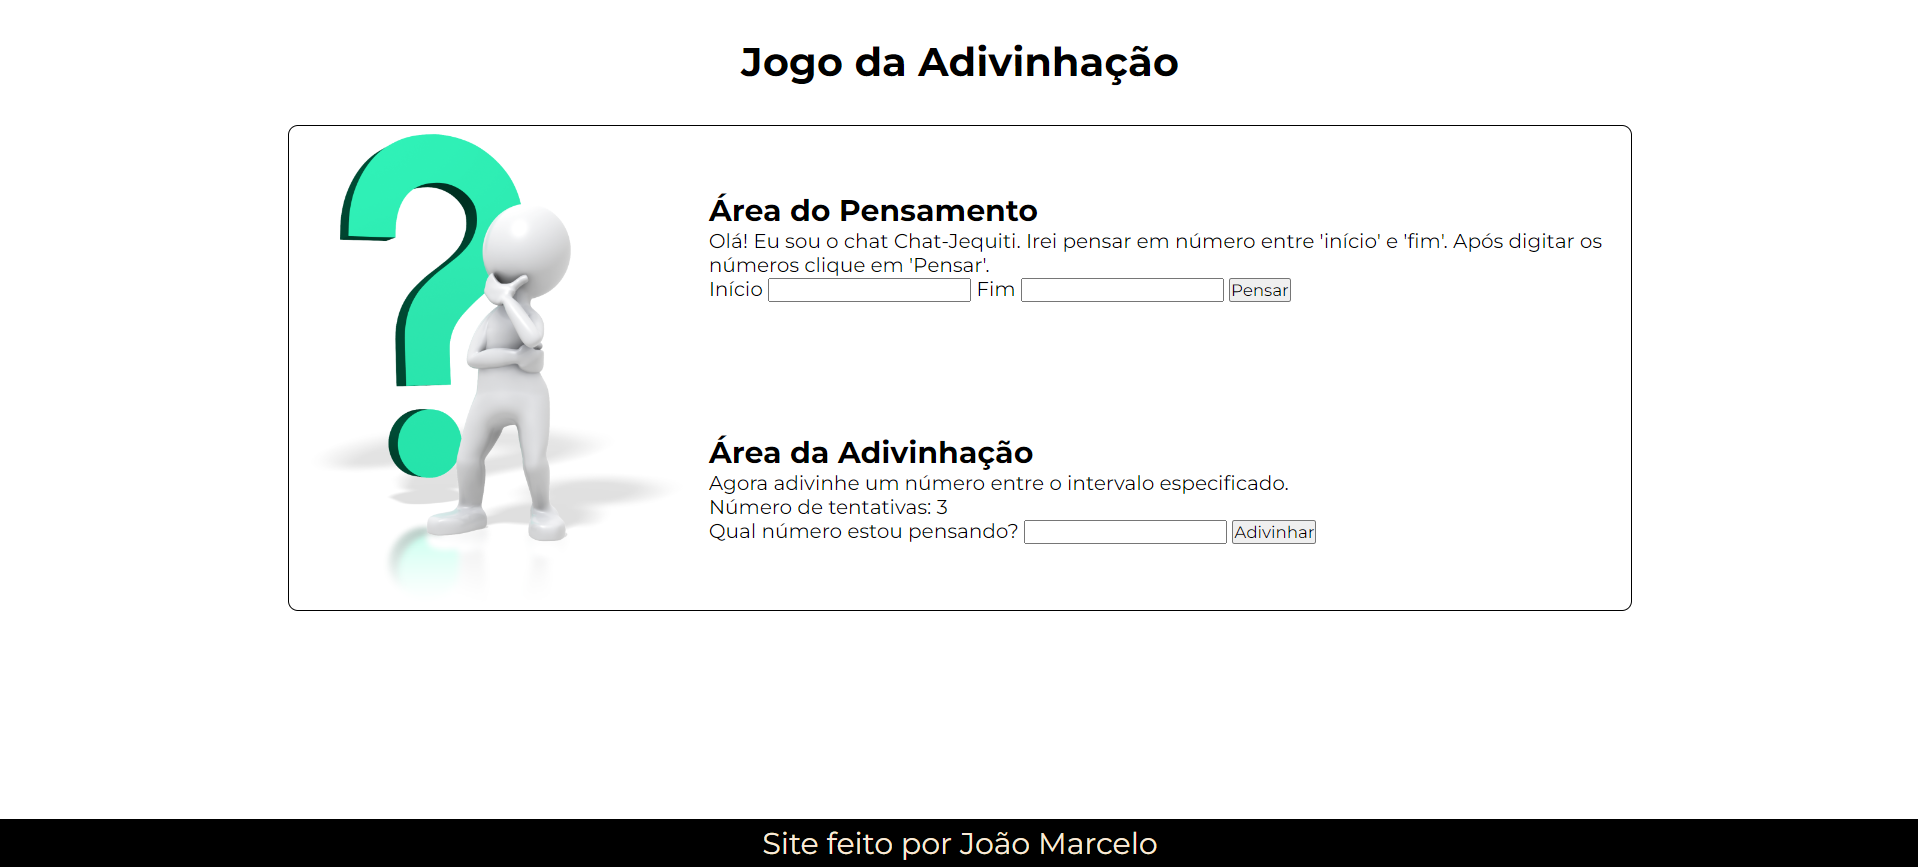 Jogo da Adivinhação
Área do Pensamento
Olá! Eu sou o chat Chat-Jequiti. Irei pensar em número entre 'início' e 'fim'. Após digitar os
números clique em 'Pensar'.
Início Fim Pensar
Área da Adivinhação
Agora adivinhe um número entre o intervalo especificado.
Número de tentativas: 3
Qual número estou pensando? Adivinhar
Site feito por João Marcelo